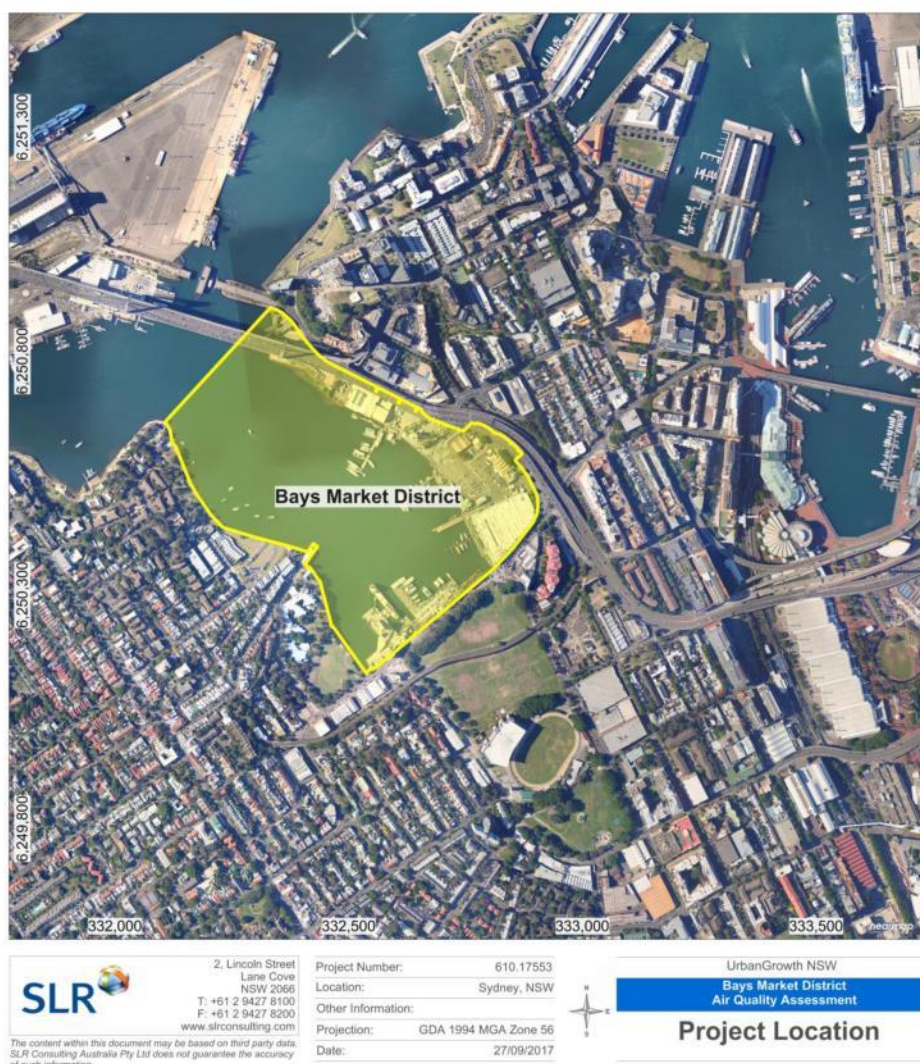 6,251,300
6,250,800
Bays Market District
6,250,300
6,249,800
332,000
332,500
333,000
333,500
nearmap
SLR
2, Lincoln Street
Lane Cove
NSW 2066
T: +61 2 9427 8100
F: +61 2 9427 8200
www.slrconsulting.com
The content within this document may be based on third party data.
SLR Consulting Australia Pty Ltd does not guarantee the accuracy
of such information.
Project Number: 610.17553
Location: Sydney, NSW
Other Information:
Projection: GDA 1994 MGA Zone 56
Date: 27/09/2017
N
E
S
UrbanGrowth NSW
Bays Market District
Air Quality Assessment
Project Location